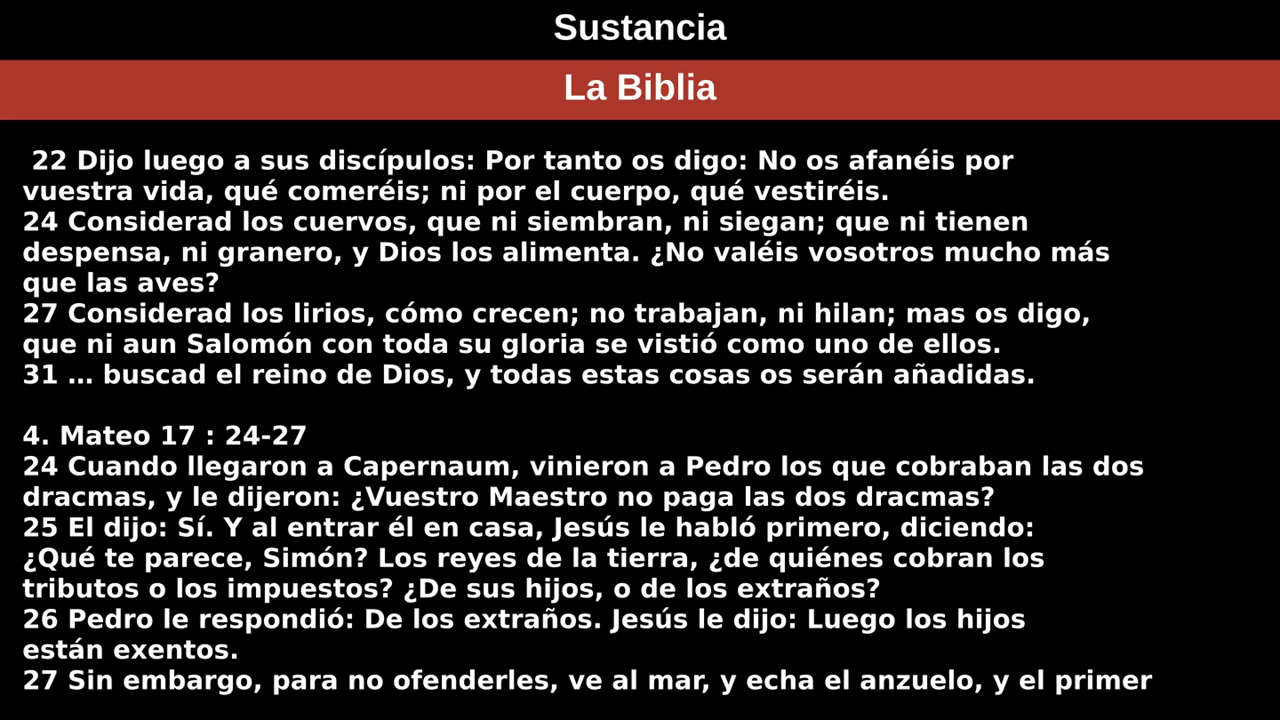 Sustancia
La Biblia
22 Dijo luego a sus discípulos: Por tanto os digo: No os afanéis por
vuestra vida, qué comeréis; ni por el cuerpo, qué vestiréis.
24 Considerad los cuervos, que ni siembran, ni siegan; que ni tienen
despensa, ni granero, y Dios los alimenta. ¿No valéis vosotros mucho más
que las aves?
27 Considerad los lirios, cómo crecen; no trabajan, ni hilan; mas os digo,
que ni aun Salomón con toda su gloria se vistió como uno de ellos.
31 … buscad el reino de Dios, y todas estas cosas os serán añadidas.
4. Mateo 17 : 24-27
24 Cuando llegaron a Capernaum, vinieron a Pedro los que cobraban las dos
dracmas, y le dijeron: ¿Vuestro Maestro no paga las dos dracmas?
25 El dijo: Sí. Y al entrar él en casa, Jesús le habló primero, diciendo:
¿Qué te parece, Simón? Los reyes de la tierra, ¿de quiénes cobran los
tributos o los impuestos? ¿De sus hijos, o de los extraños?
26 Pedro le respondió: De los extraños. Jesús le dijo: Luego los hijos
están exentos.
27 Sin embargo, para no ofenderles, ve al mar, y echa el anzuelo, y el primer